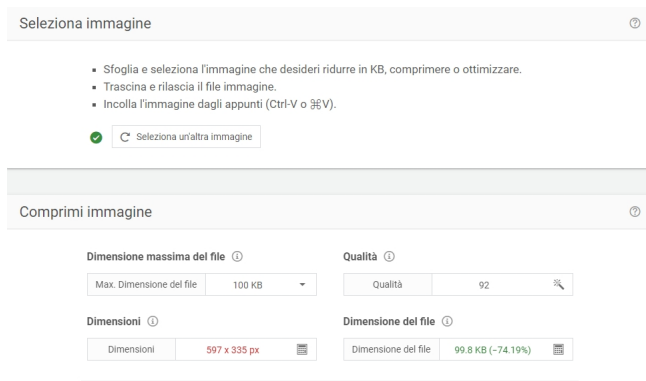 Seleziona immagine
Sfoglia e seleziona l'immagine che desideri ridurre in KB, comprimere o ottimizzare.
Trascina e rilascia il file immagine.
Incolla l'immagine dagli appunti (Ctrl-V o ⌘V).
Seleziona un'altra immagine
Comprimi immagine
Dimensione massima del file Qualità
Max. Dimensione del file 100 KB Qualità 92
Dimensioni Dimensione del file
Dimensioni 597 x 335 px Dimensione del file 99.8 KB (−74.19%)